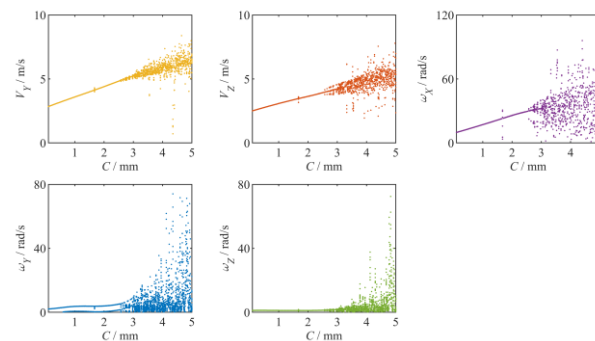 10
5
0
V_Y / m/s
1 2 3 4 5
C / mm
10
5
0
V_Z / m/s
1 2 3 4 5
C / mm
120
60
0
ω_X / rad/s
1 2 3 4
C / mm
80
40
0
ω_Y / rad/s
1 2 3 4 5
C / mm
80
40
0
ω_Z / rad/s
1 2 3 4 5
C / mm